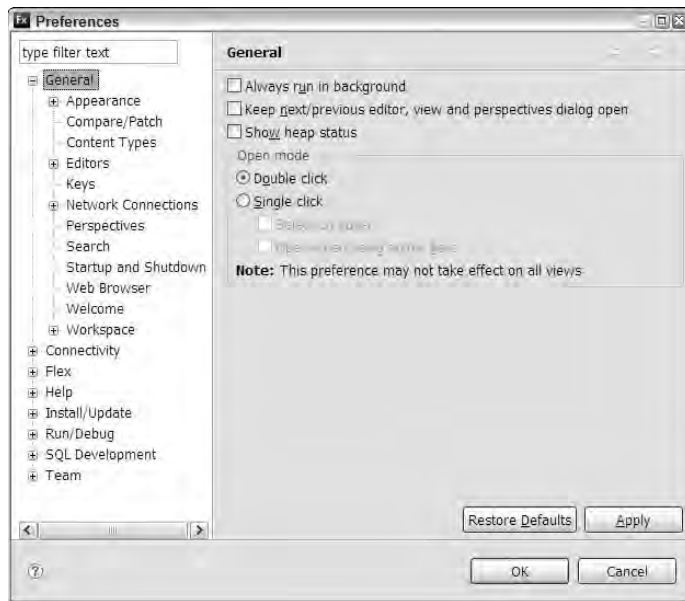 Fx Preferences
type filter text
General
Appearance
Compare/Patch
Content Types
Editors
Keys
Network Connections
Perspectives
Search
Startup and Shutdown
Web Browser
Welcome
Workspace
Connectivity
Flex
Help
Install/Update
Run/Debug
SQL Development
Team
General
Always run in background
Keep next/previous editor, view and perspectives dialog open
Show heap status
Open mode
Double click
Single click
Note: This preference may not take effect on all views
Restore Defaults
Apply
?
OK
Cancel